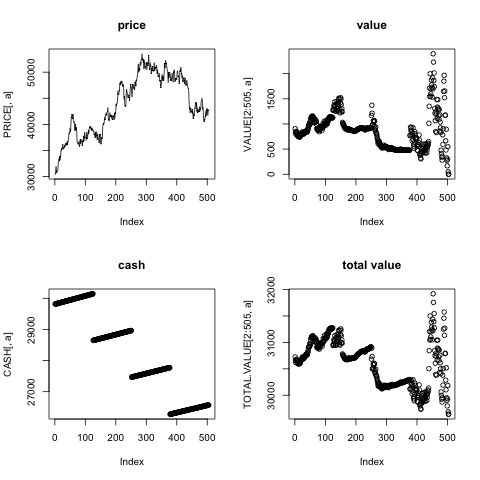 price
PRICE[, a]
30000 40000 50000
0 100 200 300 400 500
Index
value
VALUE[2:505, a]
0 500 1500
0 100 200 300 400 500
Index
cash
CASH[, a]
27000 29000
0 100 200 300 400 500
Index
total value
TOTAL.VALUE[2:505, a]
30000 31000 32000
0 100 200 300 400 500
Index